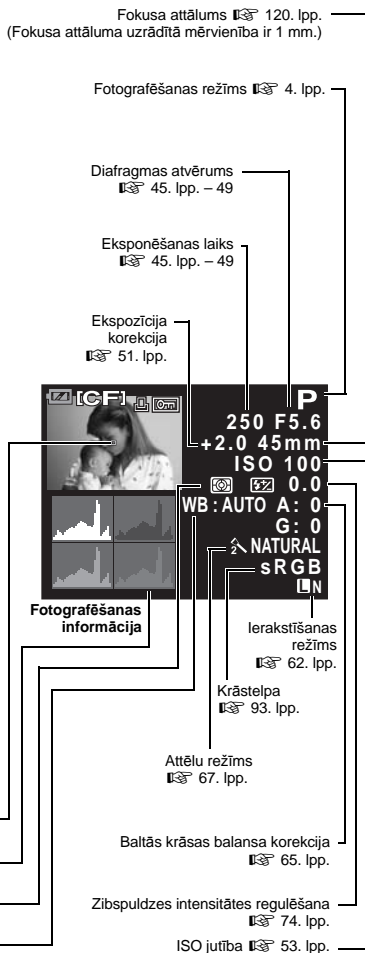 Fokusa attālums ☞ 120. lpp.
(Fokusa attāluma uzrādītā mērvienība ir 1 mm.)
Fotografēšanas režīms ☞ 4. lpp.
Diafragmas atvērums
☞ 45. lpp. – 49
Eksponēšanas laiks
☞ 45. lpp. – 49
Ekspozīcija
korekcija
☞ 51. lpp.
[CF]
P
250 F5.6
+2.0 45mm
ISO 100
0.0
WB : AUTO A: 0
G: 0
2 NATURAL
sRGB
L N
Fotografēšanas
informācija
Ierakstīšanas
režīms
☞ 62. lpp.
Krāstelpa
☞ 93. lpp.
Attēlu režīms
☞ 67. lpp.
Baltās krāsas balansa korekcija
☞ 65. lpp.
Zibspuldzes intensitātes regulēšana
☞ 74. lpp.
ISO jutība ☞ 53. lpp.